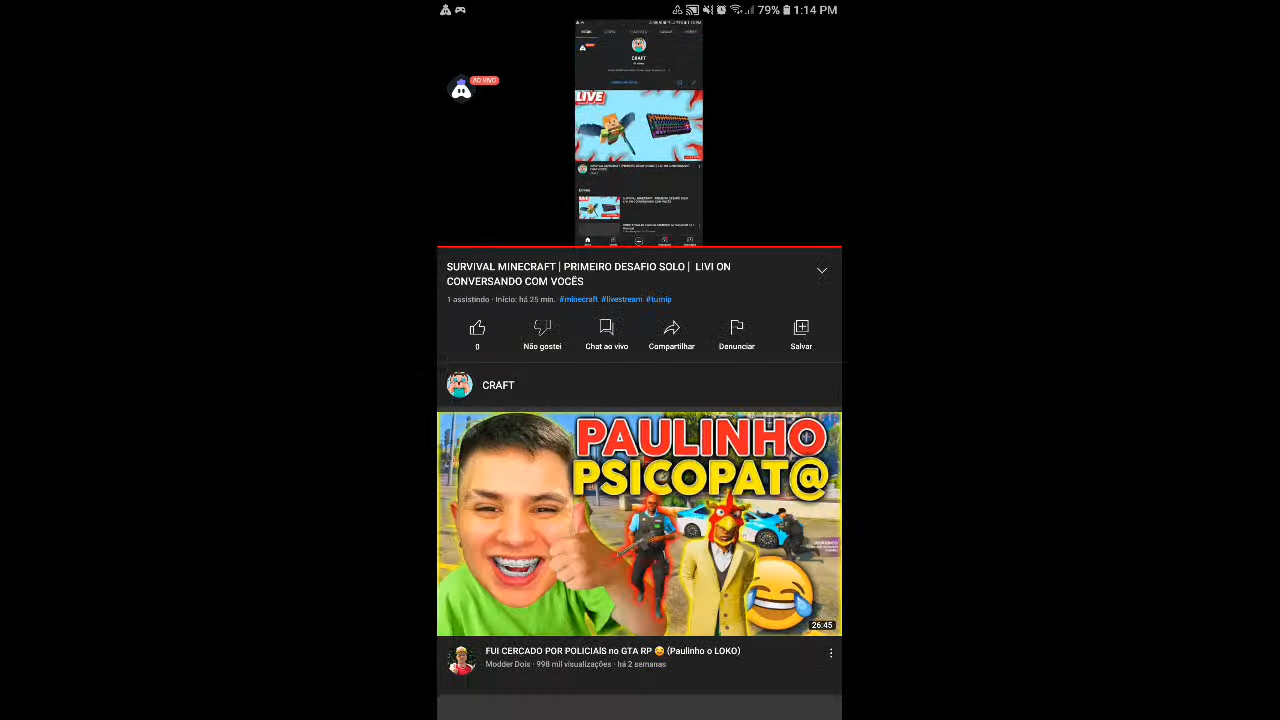 79% 1:14 PM
AO VIVO
CRAFT
LIVE
SURVIVAL MINECRAFT | PRIMEIRO DESAFIO SOLO | LIVI ON
CONVERSANDO COM VOCÊS
1 assistindo · Início: há 25 min. #minecraft #livestream #turnip
0 Não gostei Chat ao vivo Compartilhar Denunciar Salvar
CRAFT
PAULINHO
PSICOPAT@
26:45
FUI CERCADO POR POLICIAIS no GTA RP 😂 (Paulinho o LOKO)
Modder Dois · 998 mil visualizações · há 2 semanas